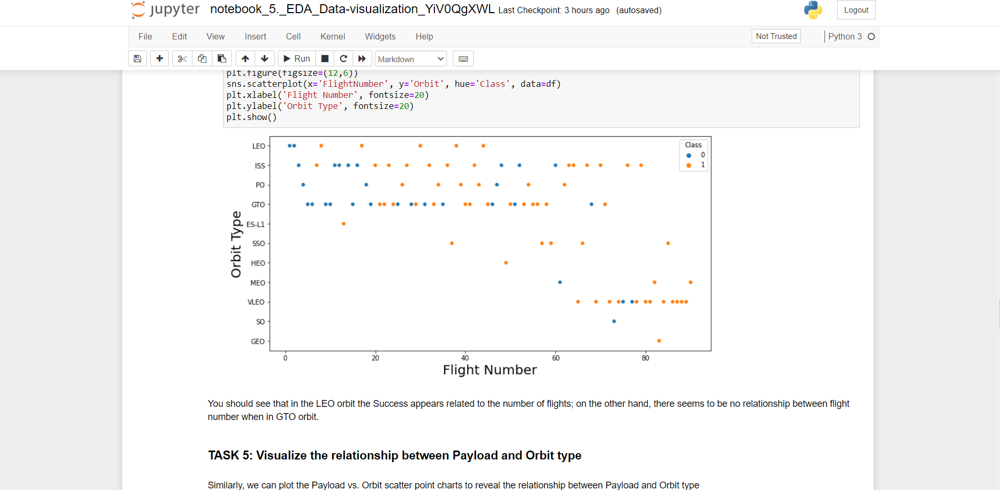 jupyter notebook_5._EDA_Data-visualization_YiV0QgXWL Last Checkpoint: 3 hours ago (autosaved)
Logout
File Edit View Insert Cell Kernel Widgets Help
Not Trusted
Python 3
Run
Markdown
plt.figure(figsize=(12,6))
sns.scatterplot(x='FlightNumber', y='Orbit', hue='Class', data=df)
plt.xlabel('Flight Number', fontsize=20)
plt.ylabel('Orbit Type', fontsize=20)
plt.show()
Class
0
1
Orbit Type
LEO
ISS
PO
GTO
ES-L1
SSO
HEO
MEO
VLEO
SO
GEO
0 20 40 60 80
Flight Number
You should see that in the LEO orbit the Success appears related to the number of flights; on the other hand, there seems to be no relationship between flight
number when in GTO orbit.
TASK 5: Visualize the relationship between Payload and Orbit type
Similarly, we can plot the Payload vs. Orbit scatter point charts to reveal the relationship between Payload and Orbit type